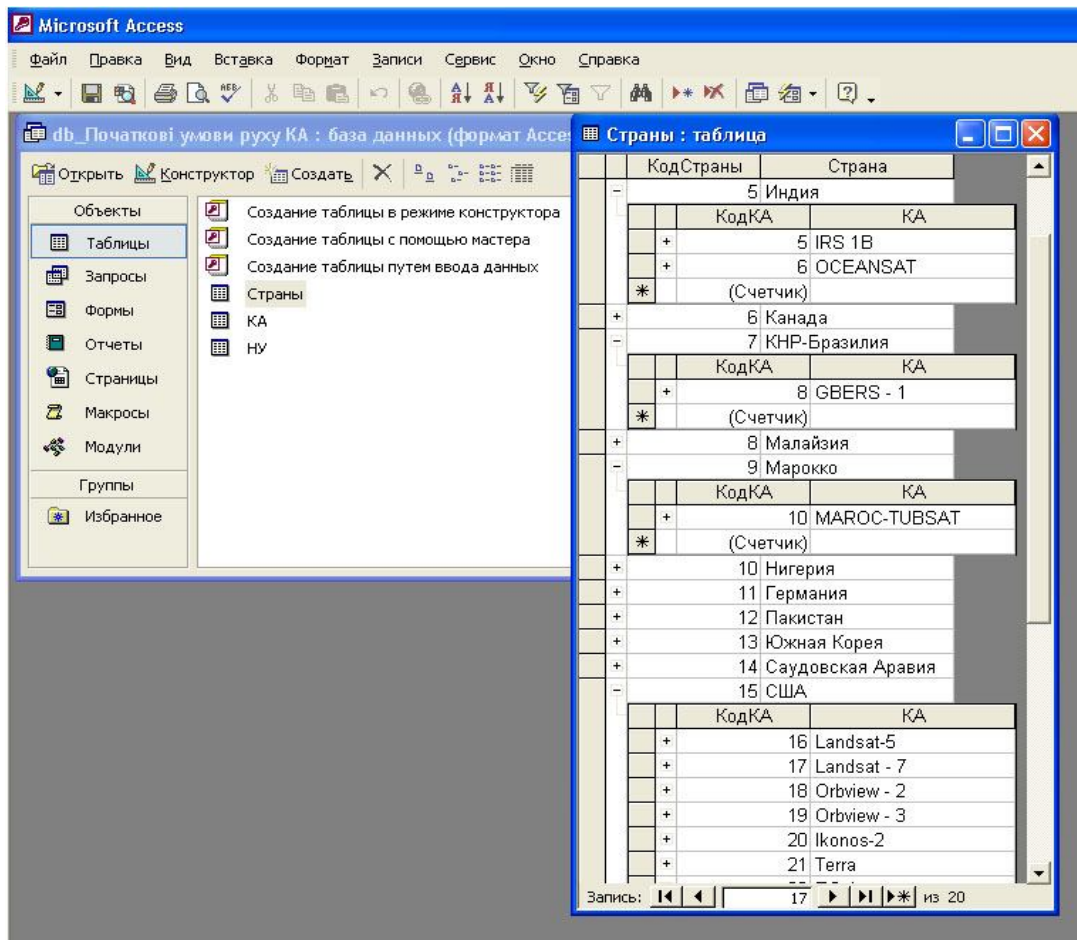 Microsoft Access
Файл Правка Вид Вставка Формат Записи Сервис Окно Справка
db_Початкові умови руху КА : база данных (формат Acce
Открыть Конструктор Создать
Объекты
Таблицы
Запросы
Формы
Отчеты
Страницы
Макросы
Модули
Группы
Избранное
Создание таблицы в режиме конструктора
Создание таблицы с помощью мастера
Создание таблицы путем ввода данных
Страны
КА
НУ
Страны : таблица
КодСтраны Страна
5 Индия
КодКА КА
5 IRS 1B
6 OCEANSAT
(Счетчик)
6 Канада
7 КНР-Бразилия
КодКА КА
8 GBERS - 1
(Счетчик)
8 Малайзия
9 Марокко
КодКА КА
10 MAROC-TUBSAT
(Счетчик)
10 Нигерия
11 Германия
12 Пакистан
13 Южная Корея
14 Саудовская Аравия
15 США
КодКА КА
16 Landsat-5
17 Landsat - 7
18 Orbview - 2
19 Orbview - 3
20 Ikonos-2
21 Terra
Запись: 17 из 20